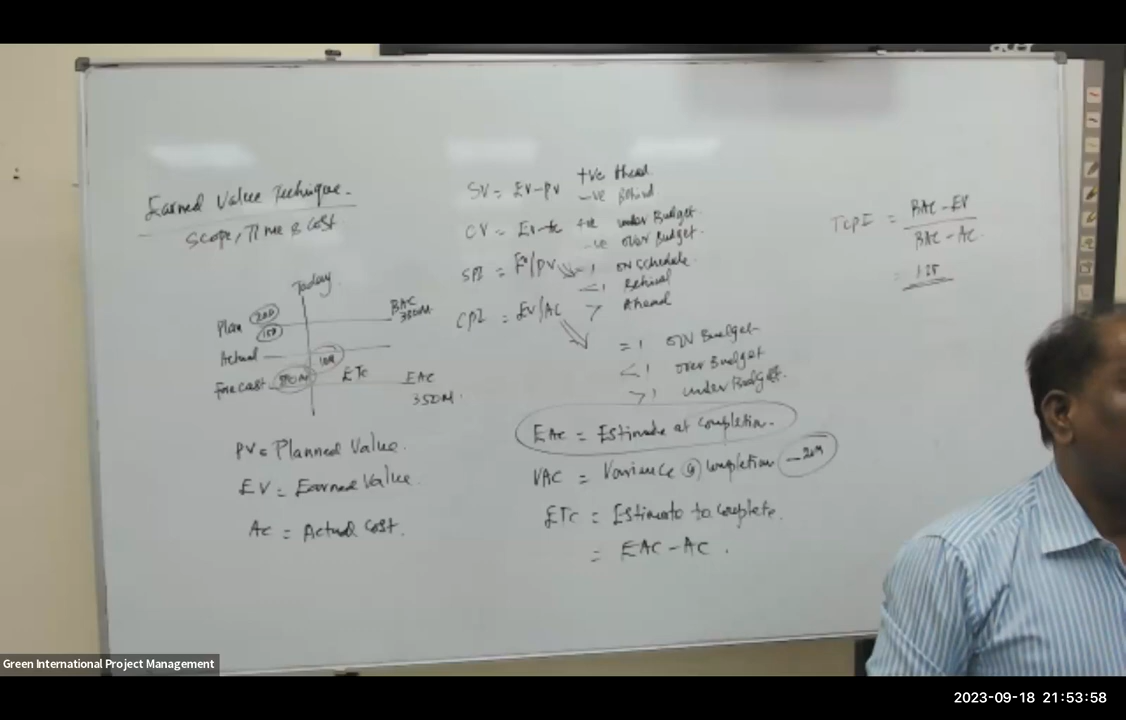 Earned Value Technique.
Scope, Time & Cost
Today
Plan 200
150
BAC
330M
Actual
10M
Forecast
ETC
EAC
350M.
PV = Planned Value.
EV = Earned Value.
AC = Actual Cost.
SV = EV-PV +ve Ahead
-ve Behind
CV = EV-AC +ve under Budget.
-ve over Budget.
SPI = EV/PV = 1 on schedule.
< 1 Behind
> Ahead
CPI = EV/AC
= 1 ON Budget
< 1 over Budget
> 1 under Budget.
EAC = Estimate at Completion.
VAC = Variance @ Completion -20M
ETC = Estimate to Complete.
= EAC - AC.
TCPI = BAC-EV
BAC-AC
= 1.25
Green International Project Management
2023-09-18 21:53:58